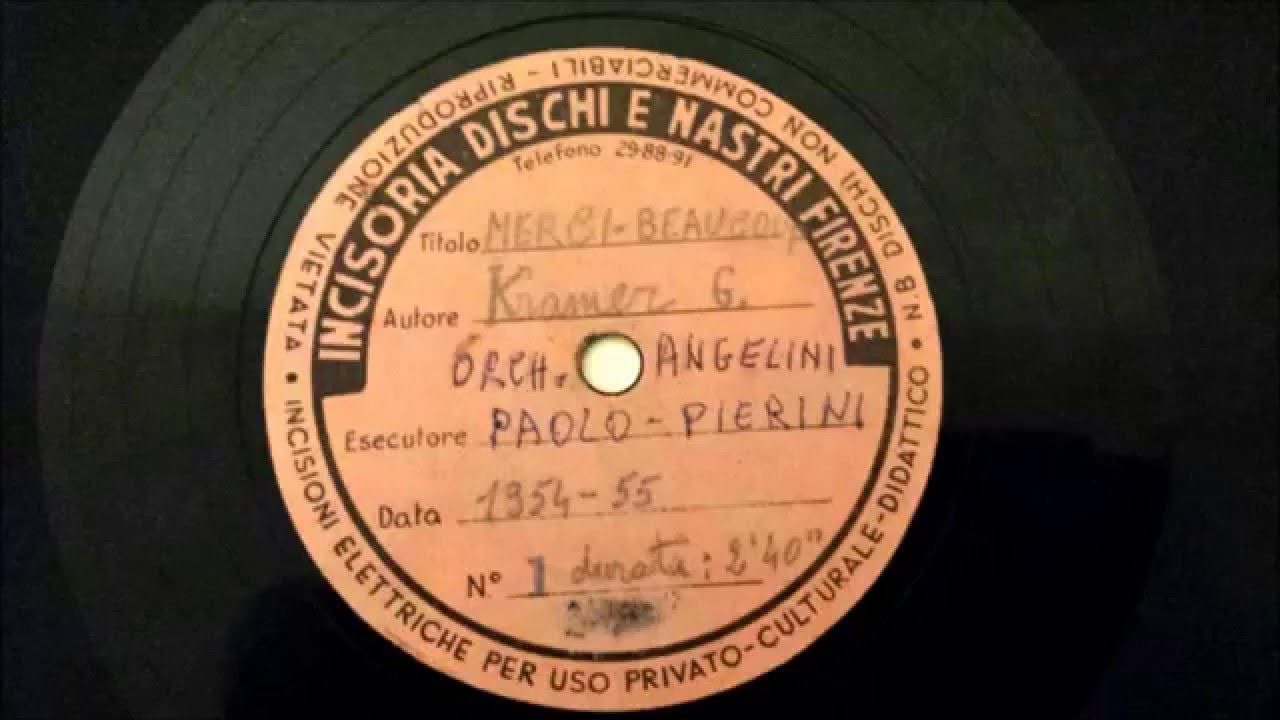 N.B. DISCHI NON COMMERCIABILI - RIPRODUZIONE VIETATA • INCISIONI ELETTRICHE PER USO PRIVATO-CULTURALE-DIDATTICO •
INCISORIA DISCHI E NASTRI FIRENZE
Telefono 29-88-91
Titolo MERCI-BEAUCOUP
Autore Kramer G.
ORCH. ANGELINI
Esecutore PAOLO-PIERINI
Data 1954-55
N° 1 durata: 2'40"